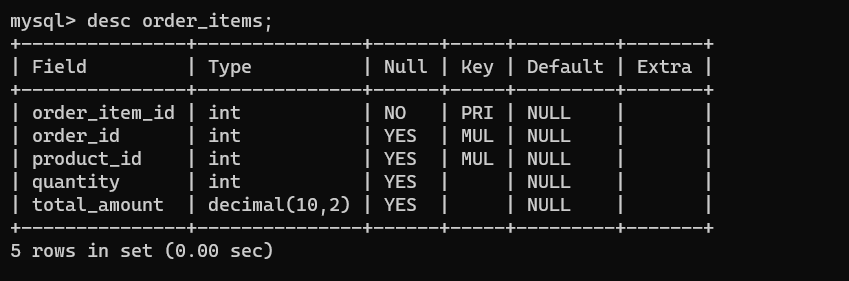 mysql> desc order_items;
+---------------+---------------+------+-----+---------+-------+
| Field         | Type          | Null | Key | Default | Extra |
+---------------+---------------+------+-----+---------+-------+
| order_item_id | int           | NO   | PRI | NULL    |       |
| order_id      | int           | YES  | MUL | NULL    |       |
| product_id    | int           | YES  | MUL | NULL    |       |
| quantity      | int           | YES  |     | NULL    |       |
| total_amount  | decimal(10,2) | YES  |     | NULL    |       |
+---------------+---------------+------+-----+---------+-------+
5 rows in set (0.00 sec)